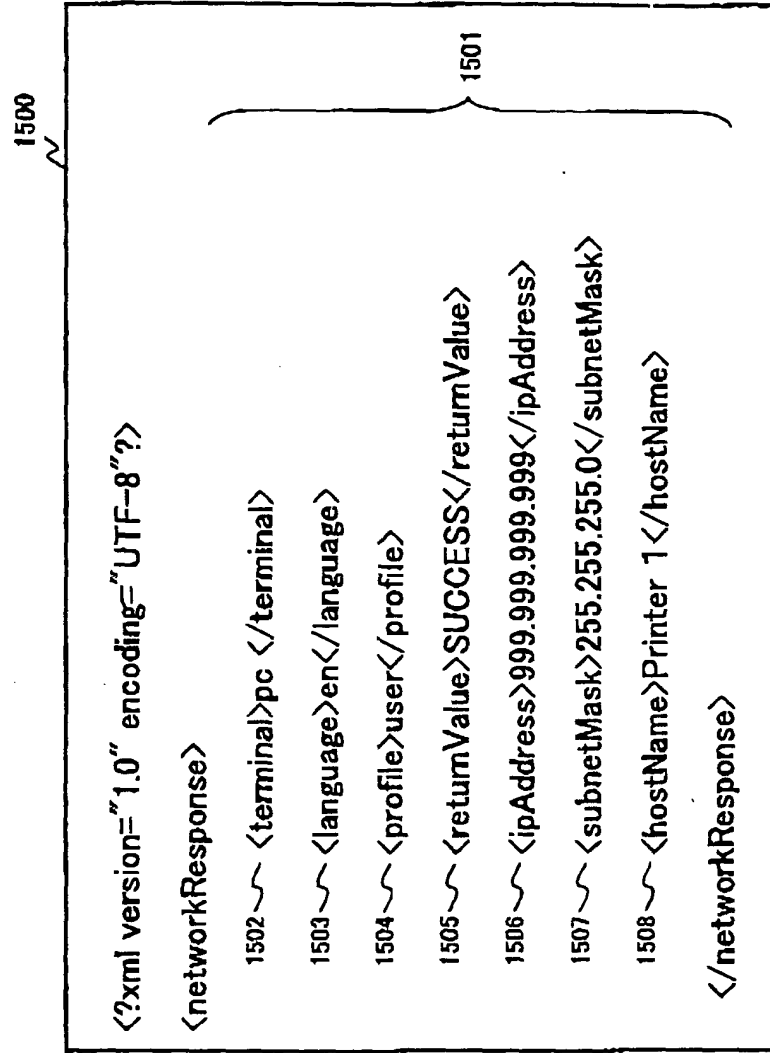 1500
<?xml version="1.0" encoding="UTF-8"?>
<networkResponse>
1502 <terminal>pc </terminal>
1503 <language>en</language>
1504 <profile>user</profile>
1505 <returnValue>SUCCESS</returnValue>
1506 <ipAddress>999.999.999.999</ipAddress>
1507 <subnetMask>255.255.255.0</subnetMask>
1508 <hostName>Printer 1</hostName>
</networkResponse>
1501